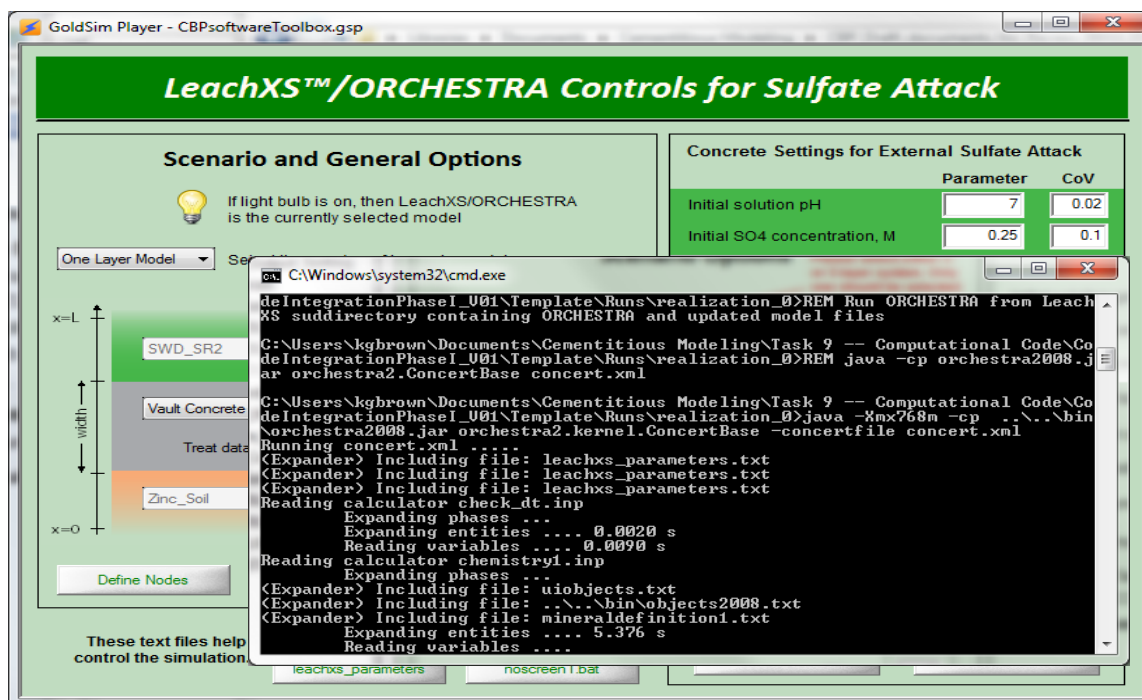 GoldSim Player - CBPsoftwareToolbox.gsp
LeachXS™/ORCHESTRA Controls for Sulfate Attack
Scenario and General Options
If light bulb is on, then LeachXS/ORCHESTRA
is the currently selected model
One Layer Model
x=L
SWD_SR2
width
Vault Concrete
Treat data
Zinc_Soil
x=0
Define Nodes
These text files help
control the simulation.
leachxs_parameters
noscreen1.bat
Concrete Settings for External Sulfate Attack
Parameter CoV
Initial solution pH 7 0.02
Initial SO4 concentration, M 0.25 0.1
C:\Windows\system32\cmd.exe
deIntegrationPhaseI_V01\Template\Runs\realization_0>REM Run ORCHESTRA from Leach
XS suddirectory containing ORCHESTRA and updated model files
C:\Users\kgbrown\Documents\Cementitious Modeling\Task 9 -- Computational Code\Co
deIntegrationPhaseI_V01\Template\Runs\realization_0>REM java -cp orchestra2008.j
ar orchestra2.ConcertBase concert.xml
C:\Users\kgbrown\Documents\Cementitious Modeling\Task 9 -- Computational Code\Co
deIntegrationPhaseI_V01\Template\Runs\realization_0>java -Xmx768m -cp ..\..\bin
\orchestra2008.jar orchestra2.kernel.ConcertBase -concertfile concert.xml
Running concert.xml .....
(Expander) Including file: leachxs_parameters.txt
(Expander) Including file: leachxs_parameters.txt
(Expander) Including file: leachxs_parameters.txt
Reading calculator check_dt.inp
Expanding phases ...
Expanding entities .... 0.0020 s
Reading variables .... 0.0090 s
Reading calculator chemistry1.inp
Expanding phases ...
(Expander) Including file: uiobjects.txt
(Expander) Including file: ..\..\bin\objects2008.txt
(Expander) Including file: mineraldefinition1.txt
Expanding entities .... 5.376 s
Reading variables ....